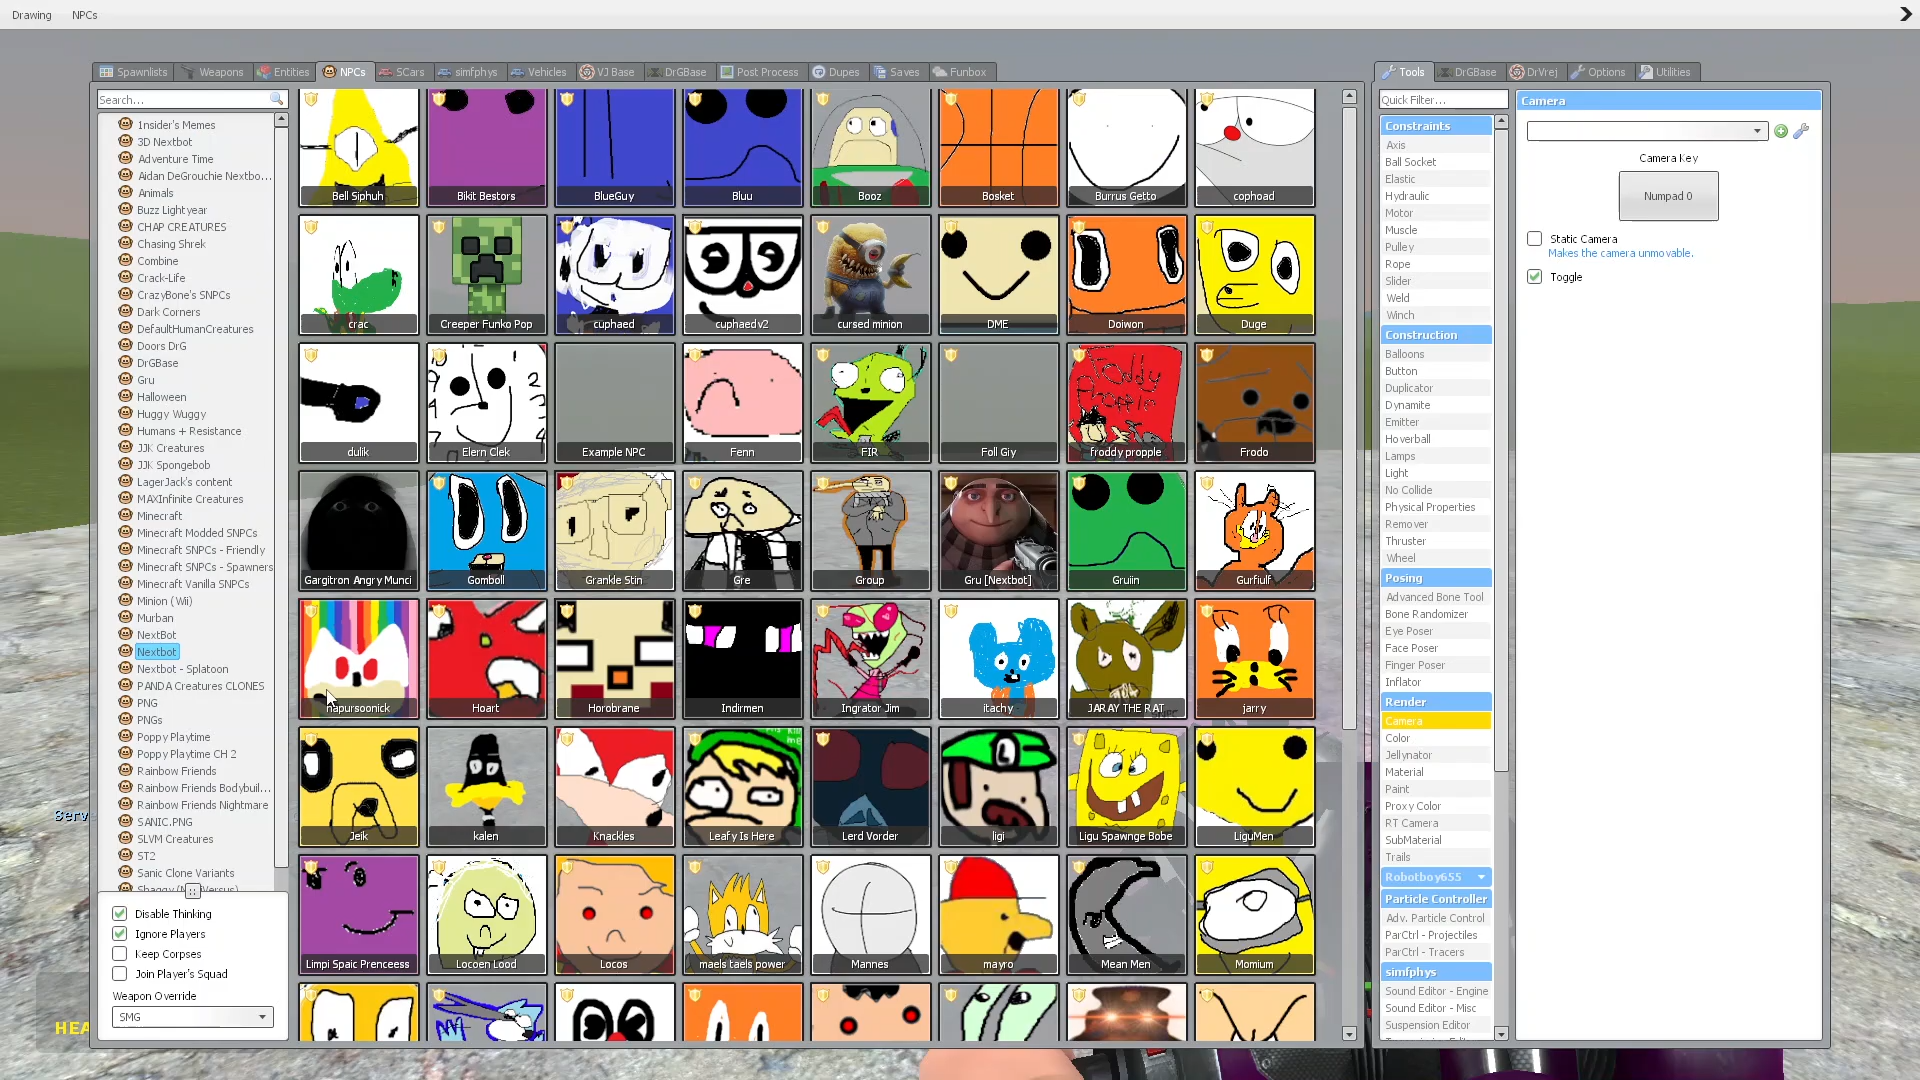 Drawing NPCs
Spawnlists Weapons Entities NPCs SCars simfphys Vehicles VJ Base DrGBase Post Process Dupes Saves Funbox
Tools DrGBase DrVrej Options Utilities
Search...
1nsider's Memes
3D Nextbot
Adventure Time
Aidan DeGrouchie Nextbo...
Animals
Buzz Lightyear
CHAP CREATURES
Chasing Shrek
Combine
Crack-Life
CrazyBone's SNPCs
Dark Corners
DefaultHumanCreatures
Doors DrG
DrGBase
Gru
Halloween
Huggy Wuggy
Humans + Resistance
JJK Creatures
JJK Spongebob
LagerJack's content
MAXInfinite Creatures
Minecraft
Minecraft Modded SNPCs
Minecraft SNPCs - Friendly
Minecraft SNPCs - Spawners
Minecraft Vanilla SNPCs
Minion (Wii)
Murban
NextBot
Nextbot
Nextbot - Splatoon
PANDA Creatures CLONES
PNG
PNGs
Poppy Playtime
Poppy Playtime CH 2
Rainbow Friends
Rainbow Friends Bodybuil...
Rainbow Friends Nightmare
SANIC.PNG
SLVM Creatures
ST2
Sanic Clone Variants
Disable Thinking
Ignore Players
Keep Corpses
Join Player's Squad
Weapon Override
SMG
Serv
HEA
Bell Siphuh Bikit Bestors BlueGuy Bluu Booz Bosket Burrus Getto cophoad
crac Creeper Funko Pop cuphaed cuphaedv2 cursed minion DME Doiwon Duge
froddy propple
dulik Elern Clek Example NPC Fenn FIR Foll Giy froddy propple Frodo
Gargitron Angry Munci Gomboll Grankle Stin Gre Group Gru [Nextbot] Gruiin Gurfiulf
hapursoonick Hoart Horobrane Indirmen Ingrator Jim itachy JARAY THE RAT jarry
Jeik kalen Knackles Leafy Is Here Lerd Vorder ligi Ligu Spawnge Bobe LiguMen
Limpi Spaic Prenceess Locoen Lood Locos maels taels power Mannes mayro Mean Men Momium
Quick Filter...
Constraints
Axis
Ball Socket
Elastic
Hydraulic
Motor
Muscle
Pulley
Rope
Slider
Weld
Winch
Construction
Balloons
Button
Duplicator
Dynamite
Emitter
Hoverball
Lamps
Light
No Collide
Physical Properties
Remover
Thruster
Wheel
Posing
Advanced Bone Tool
Bone Randomizer
Eye Poser
Face Poser
Finger Poser
Inflator
Render
Camera
Color
Jellynator
Material
Paint
Proxy Color
RT Camera
SubMaterial
Trails
Robotboy655
Particle Controller
Adv. Particle Control
ParCtrl - Projectiles
ParCtrl - Tracers
simfphys
Sound Editor - Engine
Sound Editor - Misc
Suspension Editor
Camera
Camera Key
Numpad 0
Static Camera
Makes the camera unmovable.
Toggle